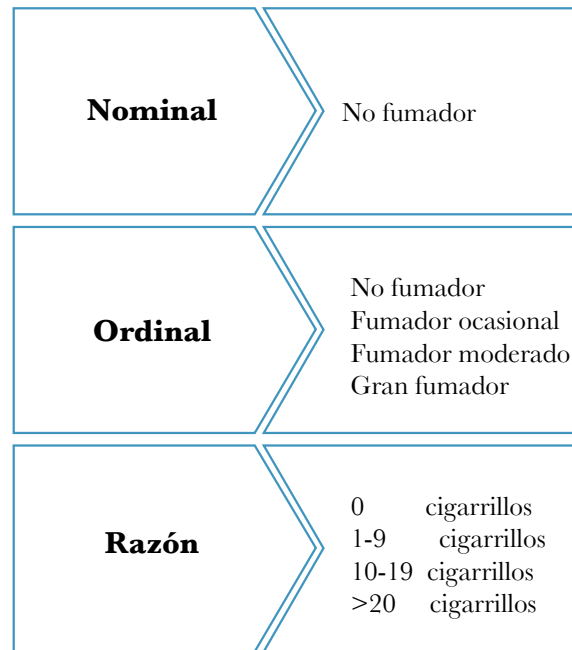 Nominal
No fumador
Ordinal
No fumador
Fumador ocasional
Fumador moderado
Gran fumador
Razón
0 cigarrillos
1-9 cigarrillos
10-19 cigarrillos
>20 cigarrillos